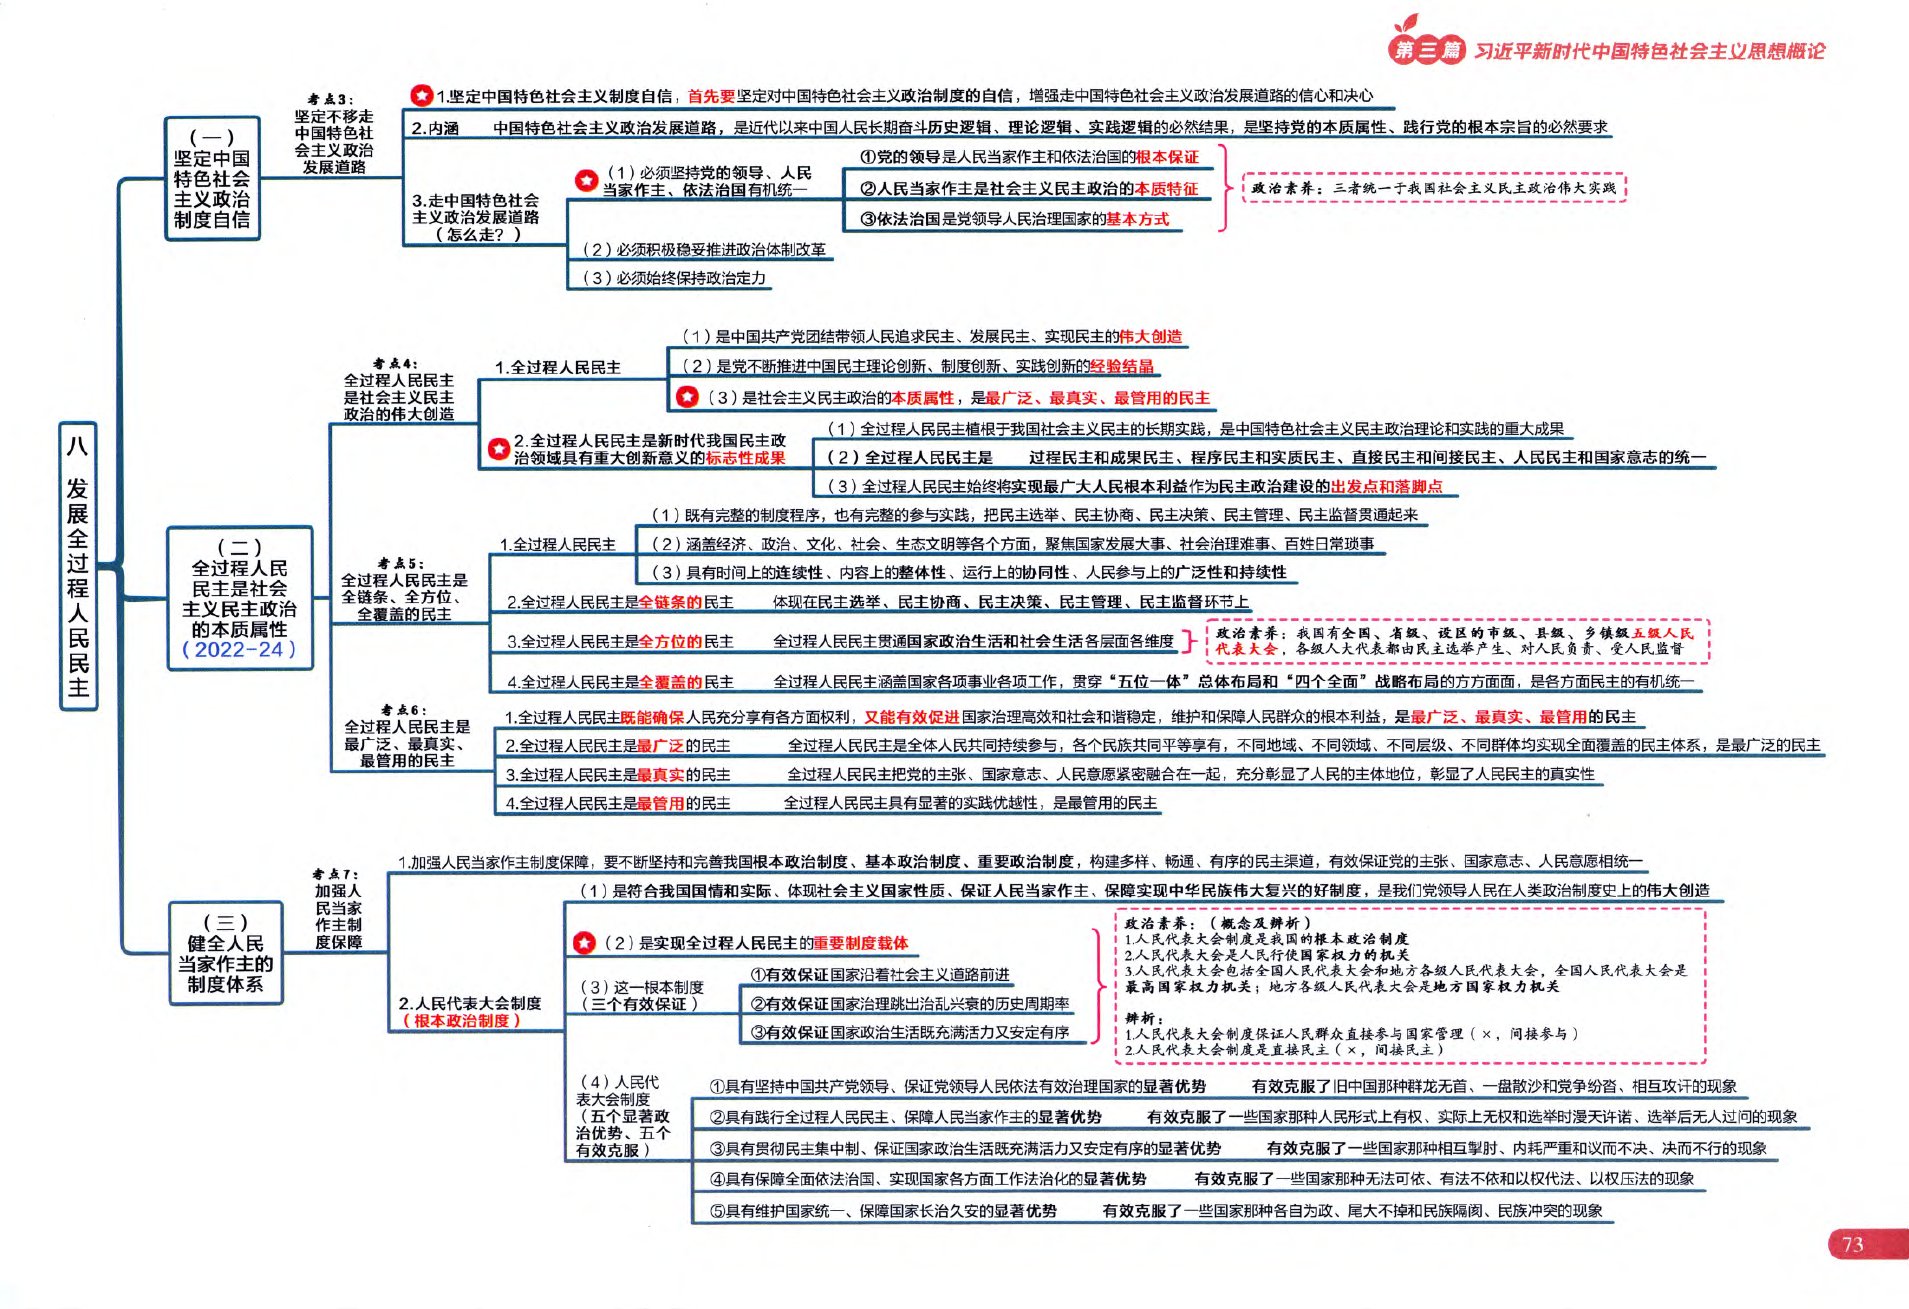 第三篇 习近平新时代中国特色社会主义思想概论
八 发展全过程人民民主
（一）
坚定中国
特色社会
主义政治
制度自信
考点3：
坚定不移走
中国特色社
会主义政治
发展道路
1.坚定中国特色社会主义制度自信，首先要坚定对中国特色社会主义政治制度的自信，增强走中国特色社会主义政治发展道路的信心和决心
2.内涵 中国特色社会主义政治发展道路，是近代以来中国人民长期奋斗历史逻辑、理论逻辑、实践逻辑的必然结果，是坚持党的本质属性、践行党的根本宗旨的必然要求
3.走中国特色社会
主义政治发展道路
（怎么走？）
（1）必须坚持党的领导、人民
当家作主、依法治国有机统一
①党的领导是人民当家作主和依法治国的根本保证
②人民当家作主是社会主义民主政治的本质特征
③依法治国是党领导人民治理国家的基本方式
政治素养：三者统一于我国社会主义民主政治伟大实践
（2）必须积极稳妥推进政治体制改革
（3）必须始终保持政治定力
（二）
全过程人民
民主是社会
主义民主政治
的本质属性
（2022-24）
考点4：
全过程人民民主
是社会主义民主
政治的伟大创造
1.全过程人民民主
（1）是中国共产党团结带领人民追求民主、发展民主、实现民主的伟大创造
（2）是党不断推进中国民主理论创新、制度创新、实践创新的经验结晶
（3）是社会主义民主政治的本质属性，是最广泛、最真实、最管用的民主
2.全过程人民民主是新时代我国民主政
治领域具有重大创新意义的标志性成果
（1）全过程人民民主植根于我国社会主义民主的长期实践，是中国特色社会主义民主政治理论和实践的重大成果
（2）全过程人民民主是 过程民主和成果民主、程序民主和实质民主、直接民主和间接民主、人民民主和国家意志的统一
（3）全过程人民民主始终将实现最广大人民根本利益作为民主政治建设的出发点和落脚点
考点5：
全过程人民民主是
全链条、全方位、
全覆盖的民主
1.全过程人民民主
（1）既有完整的制度程序，也有完整的参与实践，把民主选举、民主协商、民主决策、民主管理、民主监督贯通起来
（2）涵盖经济、政治、文化、社会、生态文明等各个方面，聚焦国家发展大事、社会治理难事、百姓日常琐事
（3）具有时间上的连续性、内容上的整体性、运行上的协同性、人民参与上的广泛性和持续性
2.全过程人民民主是全链条的民主 体现在民主选举、民主协商、民主决策、民主管理、民主监督环节上
3.全过程人民民主是全方位的民主 全过程人民民主贯通国家政治生活和社会生活各层面各维度
政治素养：我国有全国、省级、设区的市级、县级、乡镇级五级人民
代表大会，各级人大代表都由民主选举产生、对人民负责、受人民监督
4.全过程人民民主是全覆盖的民主 全过程人民民主涵盖国家各项事业各项工作，贯穿“五位一体”总体布局和“四个全面”战略布局的方方面面，是各方面民主的有机统一
考点6：
全过程人民民主是
最广泛、最真实、
最管用的民主
1.全过程人民民主既能确保人民充分享有各方面权利，又能有效促进国家治理高效和社会和谐稳定，维护和保障人民群众的根本利益，是最广泛、最真实、最管用的民主
2.全过程人民民主是最广泛的民主 全过程人民民主是全体人民共同持续参与，各个民族共同平等享有，不同地域、不同领域、不同层级、不同群体均实现全面覆盖的民主体系，是最广泛的民主
3.全过程人民民主是最真实的民主 全过程人民民主把党的主张、国家意志、人民意愿紧密融合在一起，充分彰显了人民的主体地位，彰显了人民民主的真实性
4.全过程人民民主是最管用的民主 全过程人民民主具有显著的实践优越性，是最管用的民主
（三）
健全人民
当家作主的
制度体系
考点7：
加强人
民当家
作主制
度保障
1.加强人民当家作主制度保障，要不断坚持和完善我国根本政治制度、基本政治制度、重要政治制度，构建多样、畅通、有序的民主渠道，有效保证党的主张、国家意志、人民意愿相统一
2.人民代表大会制度
（根本政治制度）
（1）是符合我国国情和实际、体现社会主义国家性质、保证人民当家作主、保障实现中华民族伟大复兴的好制度，是我们党领导人民在人类政治制度史上的伟大创造
（2）是实现全过程人民民主的重要制度载体
（3）这一根本制度
（三个有效保证）
①有效保证国家沿着社会主义道路前进
②有效保证国家治理跳出治乱兴衰的历史周期率
③有效保证国家政治生活既充满活力又安定有序
政治素养：（概念及辨析）
1.人民代表大会制度是我国的根本政治制度
2.人民代表大会是人民行使国家权力的机关
3.人民代表大会包括全国人民代表大会和地方各级人民代表大会，全国人民代表大会是
最高国家权力机关；地方各级人民代表大会是地方国家权力机关
辨析：
1.人民代表大会制度保证人民群众直接参与国家管理（×，间接参与）
2.人民代表大会制度是直接民主（×，间接民主）
（4）人民代
表大会制度
（五个显著政
治优势、五个
有效克服）
①具有坚持中国共产党领导、保证党领导人民依法有效治理国家的显著优势 有效克服了旧中国那种群龙无首、一盘散沙和党争纷沓、相互攻讦的现象
②具有践行全过程人民民主、保障人民当家作主的显著优势 有效克服了一些国家那种人民形式上有权、实际上无权和选举时漫天许诺、选举后无人过问的现象
③具有贯彻民主集中制、保证国家政治生活既充满活力又安定有序的显著优势 有效克服了一些国家那种相互掣肘、内耗严重和议而不决、决而不行的现象
④具有保障全面依法治国、实现国家各方面工作法治化的显著优势 有效克服了一些国家那种无法可依、有法不依和以权代法、以权压法的现象
⑤具有维护国家统一、保障国家长治久安的显著优势 有效克服了一些国家那种各自为政、尾大不掉和民族隔阂、民族冲突的现象
73